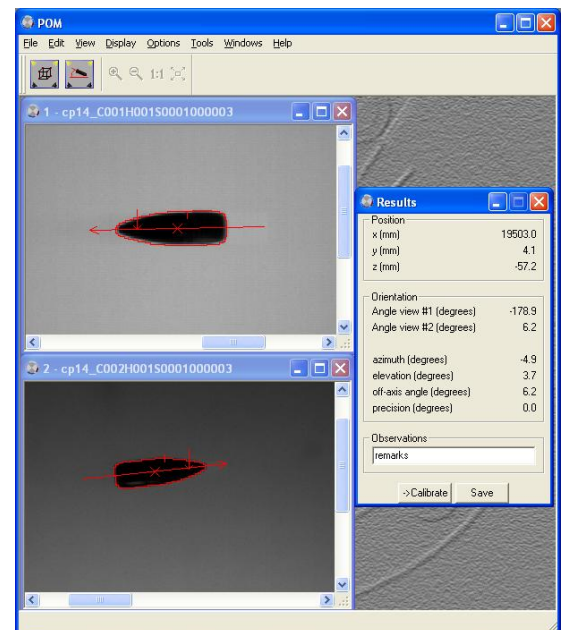 POM
File Edit View Display Options Tools Windows Help
1:1
1 - cp14_C001H001S0001000003
2 - cp14_C002H001S0001000003
Results
Position
x (mm) 19503.0
y (mm) 4.1
z (mm) -57.2
Orientation
Angle view #1 (degrees) -178.9
Angle view #2 (degrees) 6.2
azimuth (degrees) -4.9
elevation (degrees) 3.7
off-axis angle (degrees) 6.2
precision (degrees) 0.0
Observations
remarks
->Calibrate Save